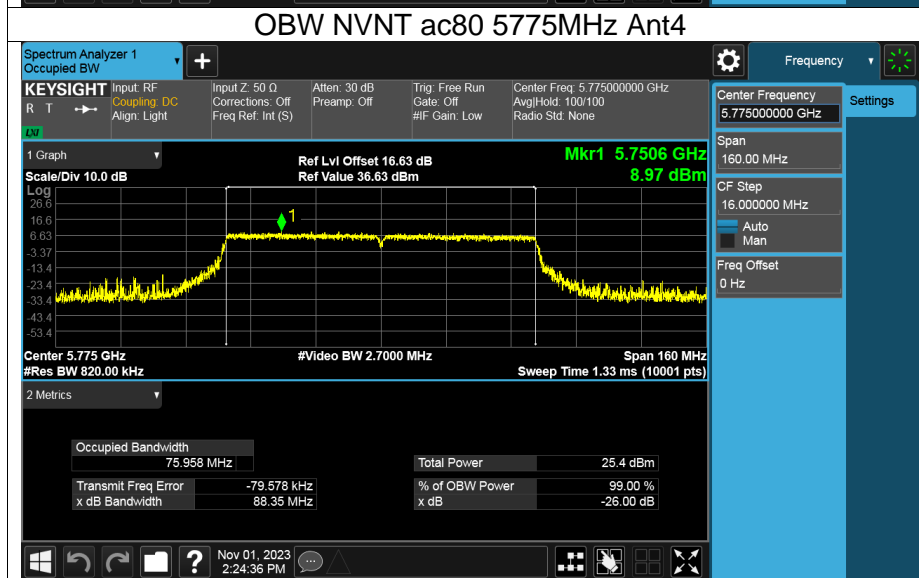 OBW NVNT ac80 5775MHz Ant4
Spectrum Analyzer 1
Occupied BW
+
Frequency
KEYSIGHT
R T
LXI
Input: RF
Coupling: DC
Align: Light
Input Z: 50 Ω
Corrections: Off
Freq Ref: Int (S)
Atten: 30 dB
Preamp: Off
Trig: Free Run
Gate: Off
#IF Gain: Low
Center Freq: 5.775000000 GHz
Avg|Hold: 100/100
Radio Std: None
Center Frequency
5.775000000 GHz
Settings
Span
160.00 MHz
CF Step
16.000000 MHz
Auto
Man
Freq Offset
0 Hz
1 Graph
Scale/Div 10.0 dB
Ref Lvl Offset 16.63 dB
Ref Value 36.63 dBm
Mkr1 5.7506 GHz
8.97 dBm
Log
26.6
16.6
6.63
-3.37
-13.4
-23.4
-33.4
-43.4
-53.4
1
Center 5.775 GHz
#Res BW 820.00 kHz
#Video BW 2.7000 MHz
Span 160 MHz
Sweep Time 1.33 ms (10001 pts)
2 Metrics
Occupied Bandwidth
75.958 MHz
Transmit Freq Error -79.578 kHz
x dB Bandwidth 88.35 MHz
Total Power 25.4 dBm
% of OBW Power 99.00 %
x dB -26.00 dB
?
Nov 01, 2023
2:24:36 PM